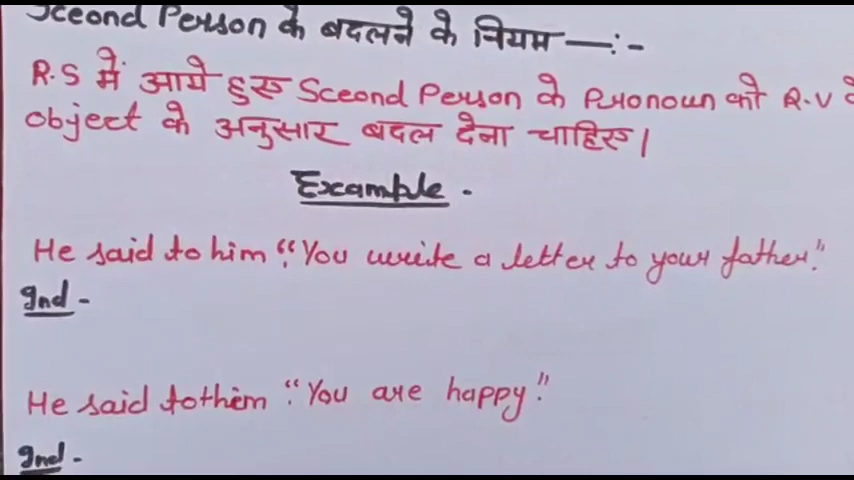 Sceond Person के बदलने के नियम —:-
R.S में आये हुए Sceond Person के Pronoun को R.V के
object के अनुसार बदल देना चाहिए।
Example.
He said to him "You write a letter to your father."
Ind-
He said to them "You are happy."
Ind-